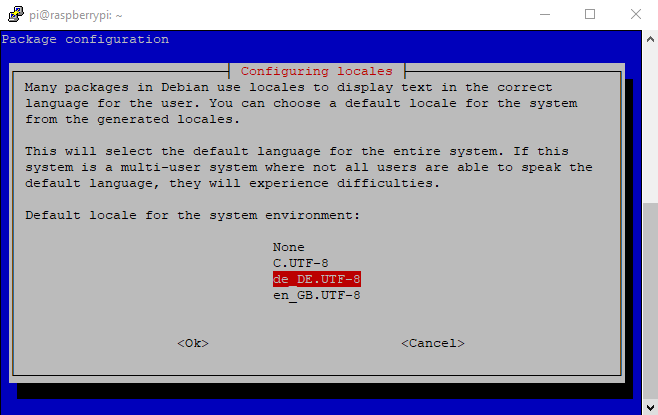 pi@raspberrypi: ~
Package configuration
Configuring locales
Many packages in Debian use locales to display text in the correct
language for the user. You can choose a default locale for the system
from the generated locales.
This will select the default language for the entire system. If this
system is a multi-user system where not all users are able to speak the
default language, they will experience difficulties.
Default locale for the system environment:
None
C.UTF-8
de_DE.UTF-8
en_GB.UTF-8
<Ok> <Cancel>